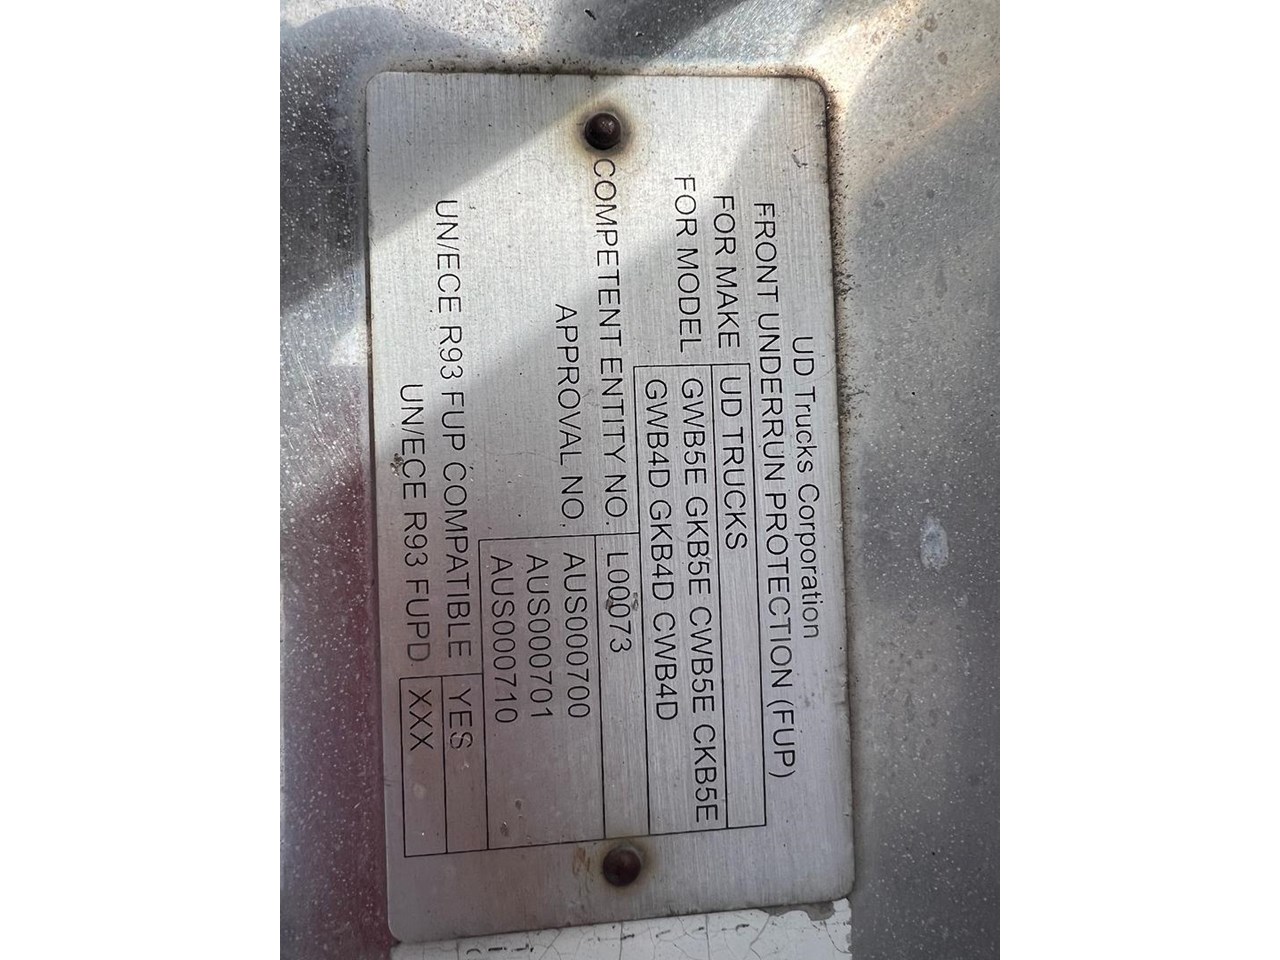 UD Trucks Corporation
FRONT UNDERRUN PROTECTION (FUP)
FOR MAKE UD TRUCKS
FOR MODEL GWB5E GKB5E CWB5E CKB5E
GWB4D GKB4D CWB4D
COMPETENT ENTITY NO. L00073
APPROVAL NO. AUS000700
AUS000701
AUS000710
UN/ECE R93 FUP COMPATIBLE YES
UN/ECE R93 FUPD XXX